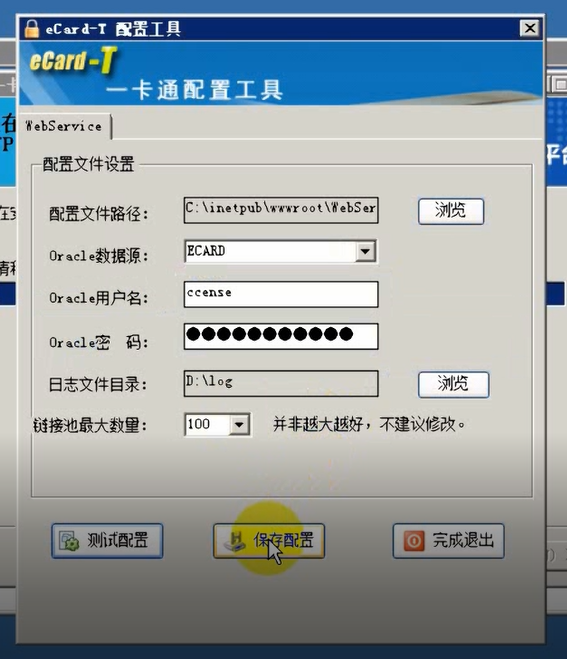 eCard-T 配置工具
eCard-T
一卡通配置工具
WebService
配置文件设置
配置文件路径: C:\inetpub\wwwroot\WebSer 浏览
Oracle数据源: ECARD
Oracle用户名: ccense
Oracle密 码: ●●●●●●●●●●●
日志文件目录: D:\log 浏览
链接池最大数量: 100 并非越大越好，不建议修改。
测试配置 保存配置 完成退出